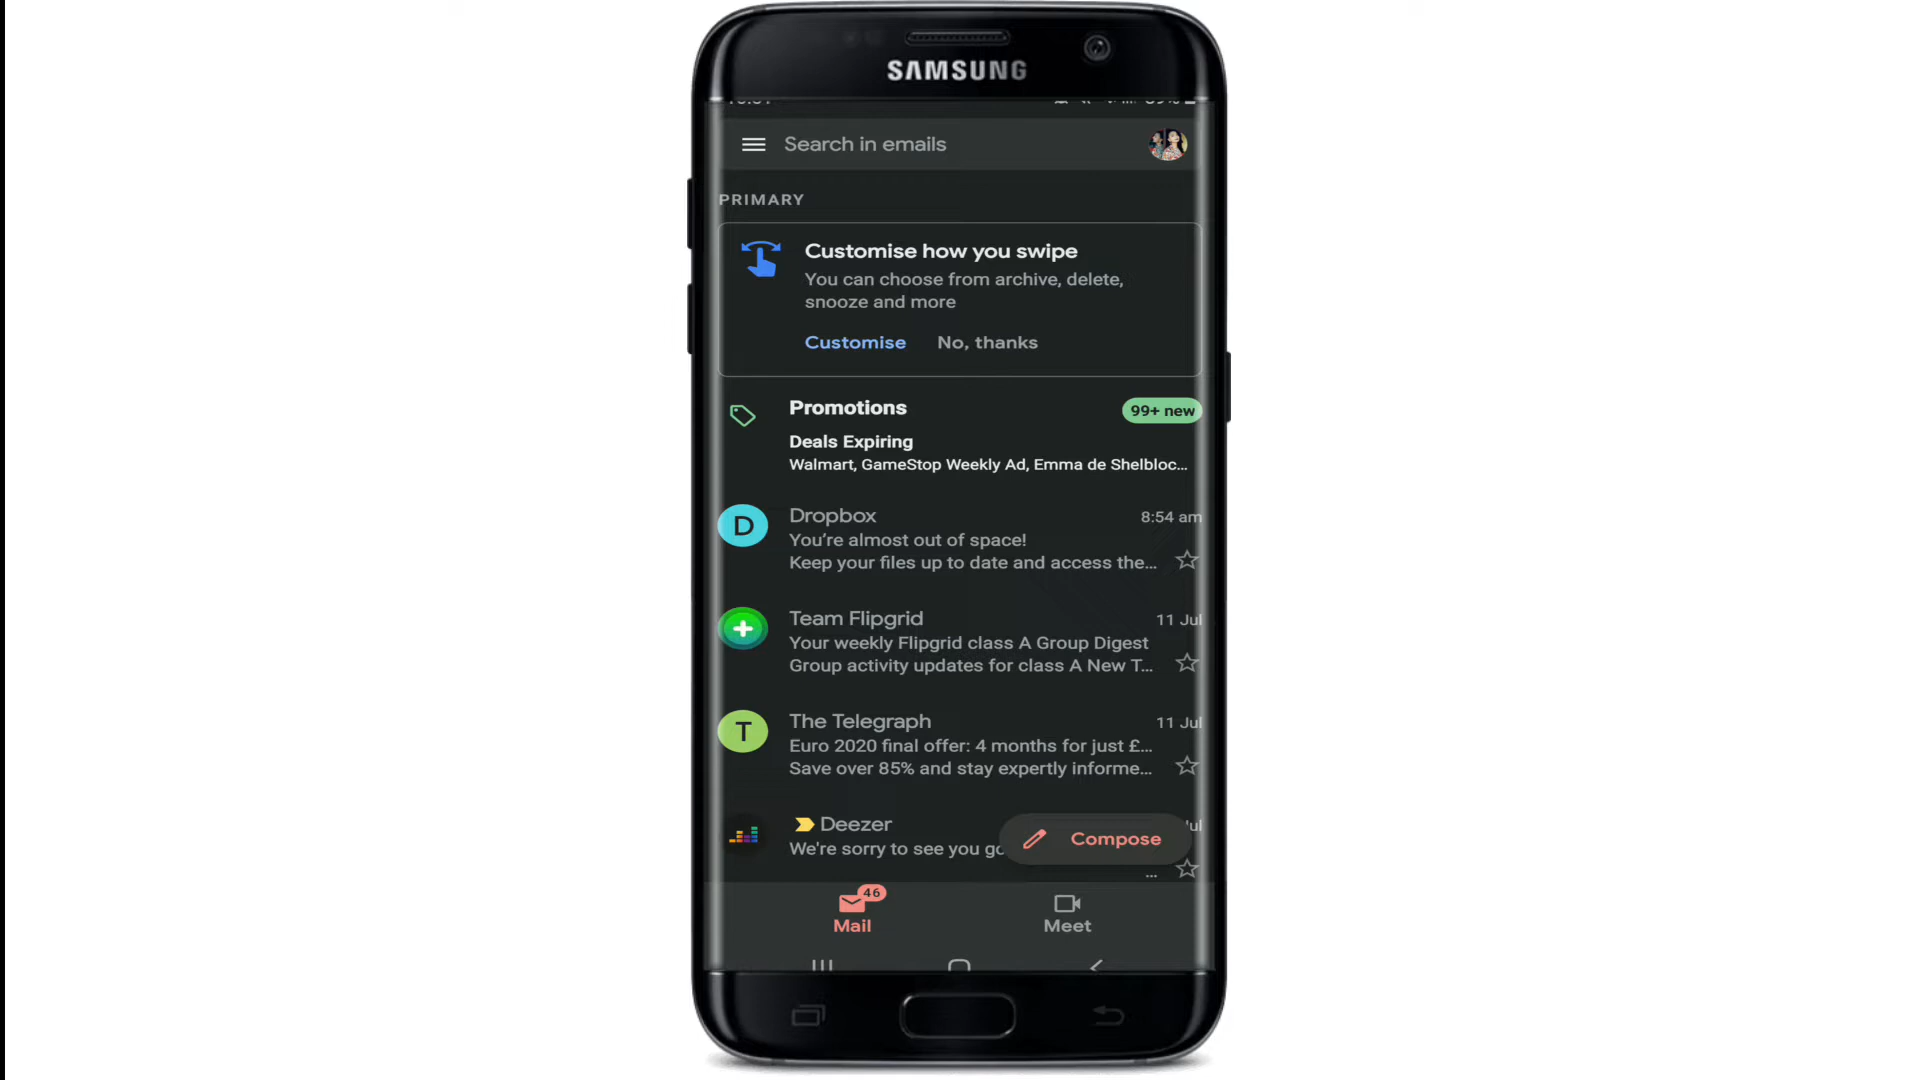 SAMSUNG
Search in emails
PRIMARY
Customise how you swipe
You can choose from archive, delete,
snooze and more
Customise No, thanks
Promotions 99+ new
Deals Expiring
Walmart, GameStop Weekly Ad, Emma de Shelbloc...
D Dropbox 8:54 am
You're almost out of space!
Keep your files up to date and access the...
Team Flipgrid 11 Jul
Your weekly Flipgrid class A Group Digest
Group activity updates for class A New T...
T The Telegraph 11 Jul
Euro 2020 final offer: 4 months for just £...
Save over 85% and stay expertly informe...
Deezer
We're sorry to see you
...
Compose
46
Mail Meet